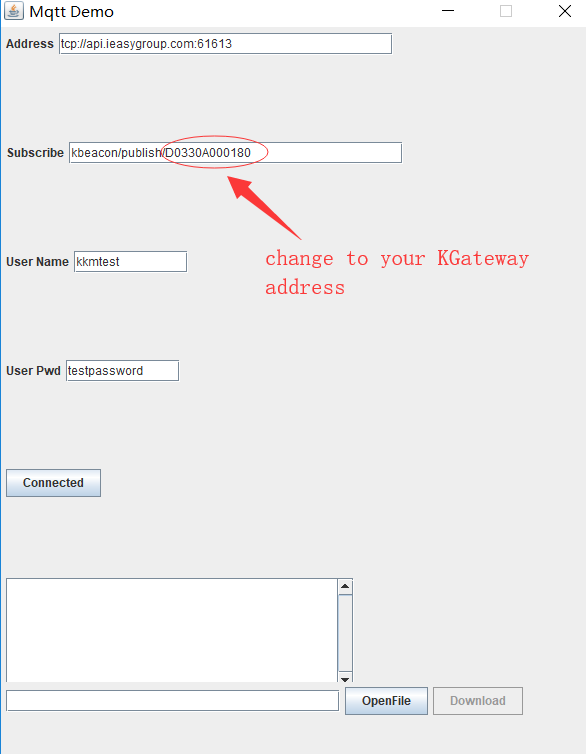 Mqtt Demo
Address tcp://api.ieasygroup.com:61613
Subscribe kbeacon/publish/D0330A000180
change to your KGateway
address
User Name kkmtest
User Pwd testpassword
Connected
OpenFile Download